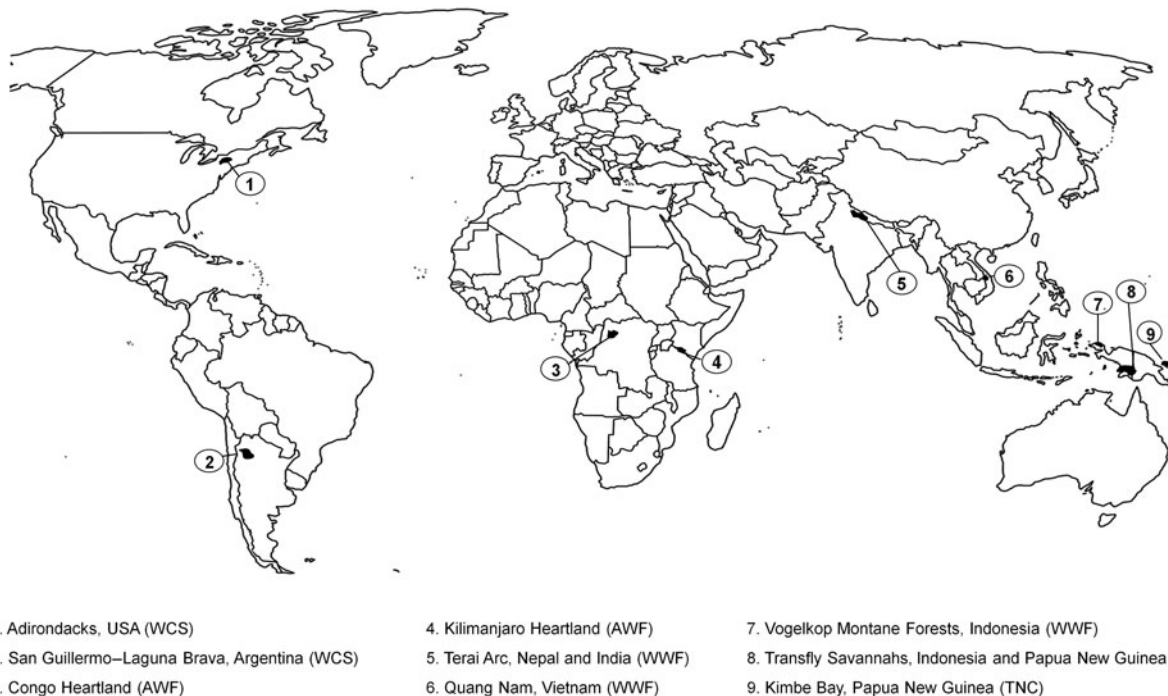 1
2
3
4
5
6
7
8
9
. Adirondacks, USA (WCS)
. San Guillermo–Laguna Brava, Argentina (WCS)
. Congo Heartland (AWF)
4. Kilimanjaro Heartland (AWF)
5. Terai Arc, Nepal and India (WWF)
6. Quang Nam, Vietnam (WWF)
7. Vogelkop Montane Forests, Indonesia (WWF)
8. Transfly Savannahs, Indonesia and Papua New Guinea
9. Kimbe Bay, Papua New Guinea (TNC)